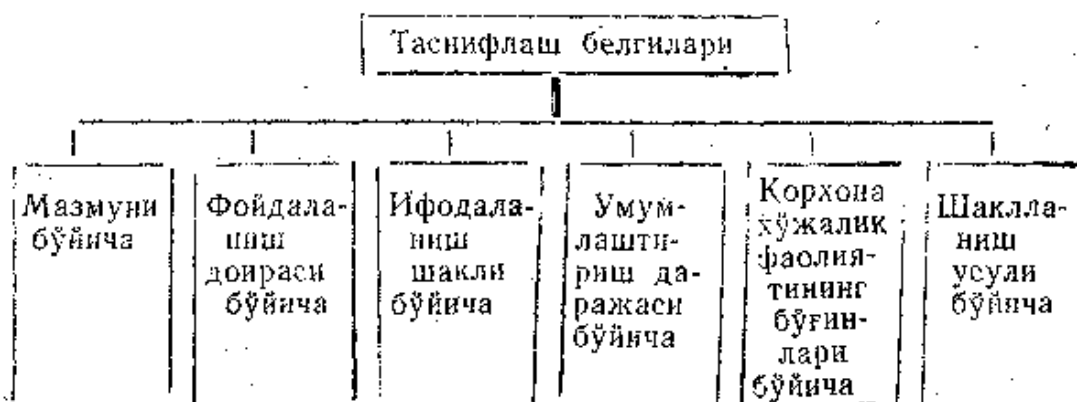 Таснифлаш белгилари
Мазмуни
бўйича
Фойдала-
ниш
доираси
бўйича
Ифодала-
ниш
шакли
бўйича
Умум-
лашти-
риш да-
ражаси
бўйича
Корхона
хўжалик
фаолия-
тининг
бўғин-
лари
бўйича
Шаклла-
ниш
усули
бўйича